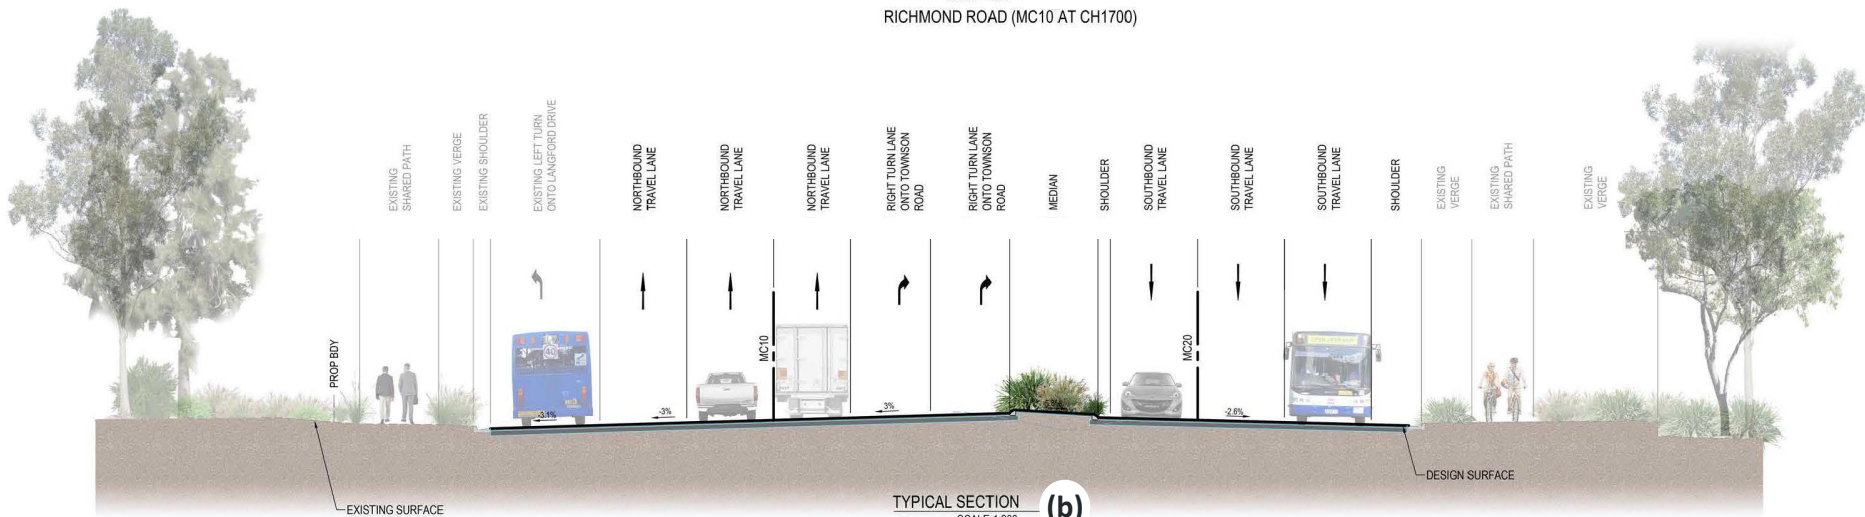 RICHMOND ROAD (MC10 AT CH1700)
EXISTING
SHARED PATH
EXISTING VERGE
EXISTING SHOULDER
EXISTING LEFT TURN
ONTO LANGFORD DRIVE
NORTHBOUND
TRAVEL LANE
NORTHBOUND
TRAVEL LANE
NORTHBOUND
TRAVEL LANE
RIGHT TURN LANE
ONTO TOWNSON
ROAD
RIGHT TURN LANE
ONTO TOWNSON
ROAD
MEDIAN
SHOULDER
SOUTHBOUND
TRAVEL LANE
SOUTHBOUND
TRAVEL LANE
SOUTHBOUND
TRAVEL LANE
SHOULDER
EXISTING
VERGE
EXISTING
SHARED PATH
EXISTING
VERGE
PROP BDY
MC10
MC20
40
-3.1%
-3%
3%
-2.6%
DESIGN SURFACE
EXISTING SURFACE
TYPICAL SECTION
(b)